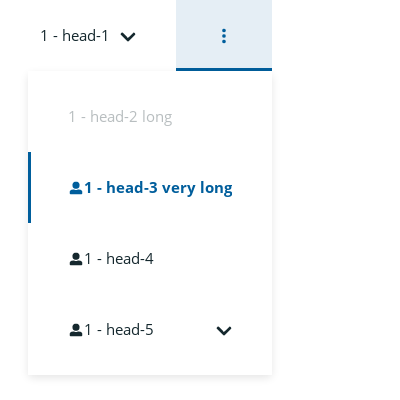 1 - head-1
1 - head-2 long
1 - head-3 very long
1 - head-4
1 - head-5